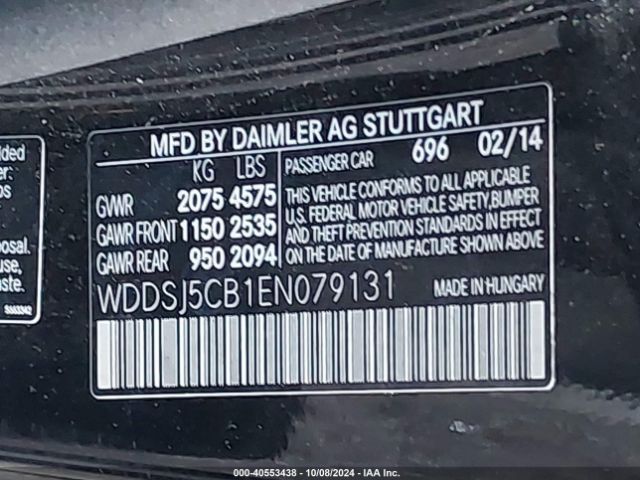 MFD BY DAIMLER AG STUTTGART
KG LBS
GVWR 2075 4575
GAWR FRONT 1150 2535
GAWR REAR 950 2094
PASSENGER CAR 696 02/14
THIS VEHICLE CONFORMS TO ALL APPLICABLE
U.S. FEDERAL MOTOR VEHICLE SAFETY, BUMPER
AND THEFT PREVENTION STANDARDS IN EFFECT
ON THE DATE OF MANUFACTURE SHOWN ABOVE
WDDSJ5CB1EN079131 MADE IN HUNGARY
000-40553438 - 10/08/2024 - IAA Inc.